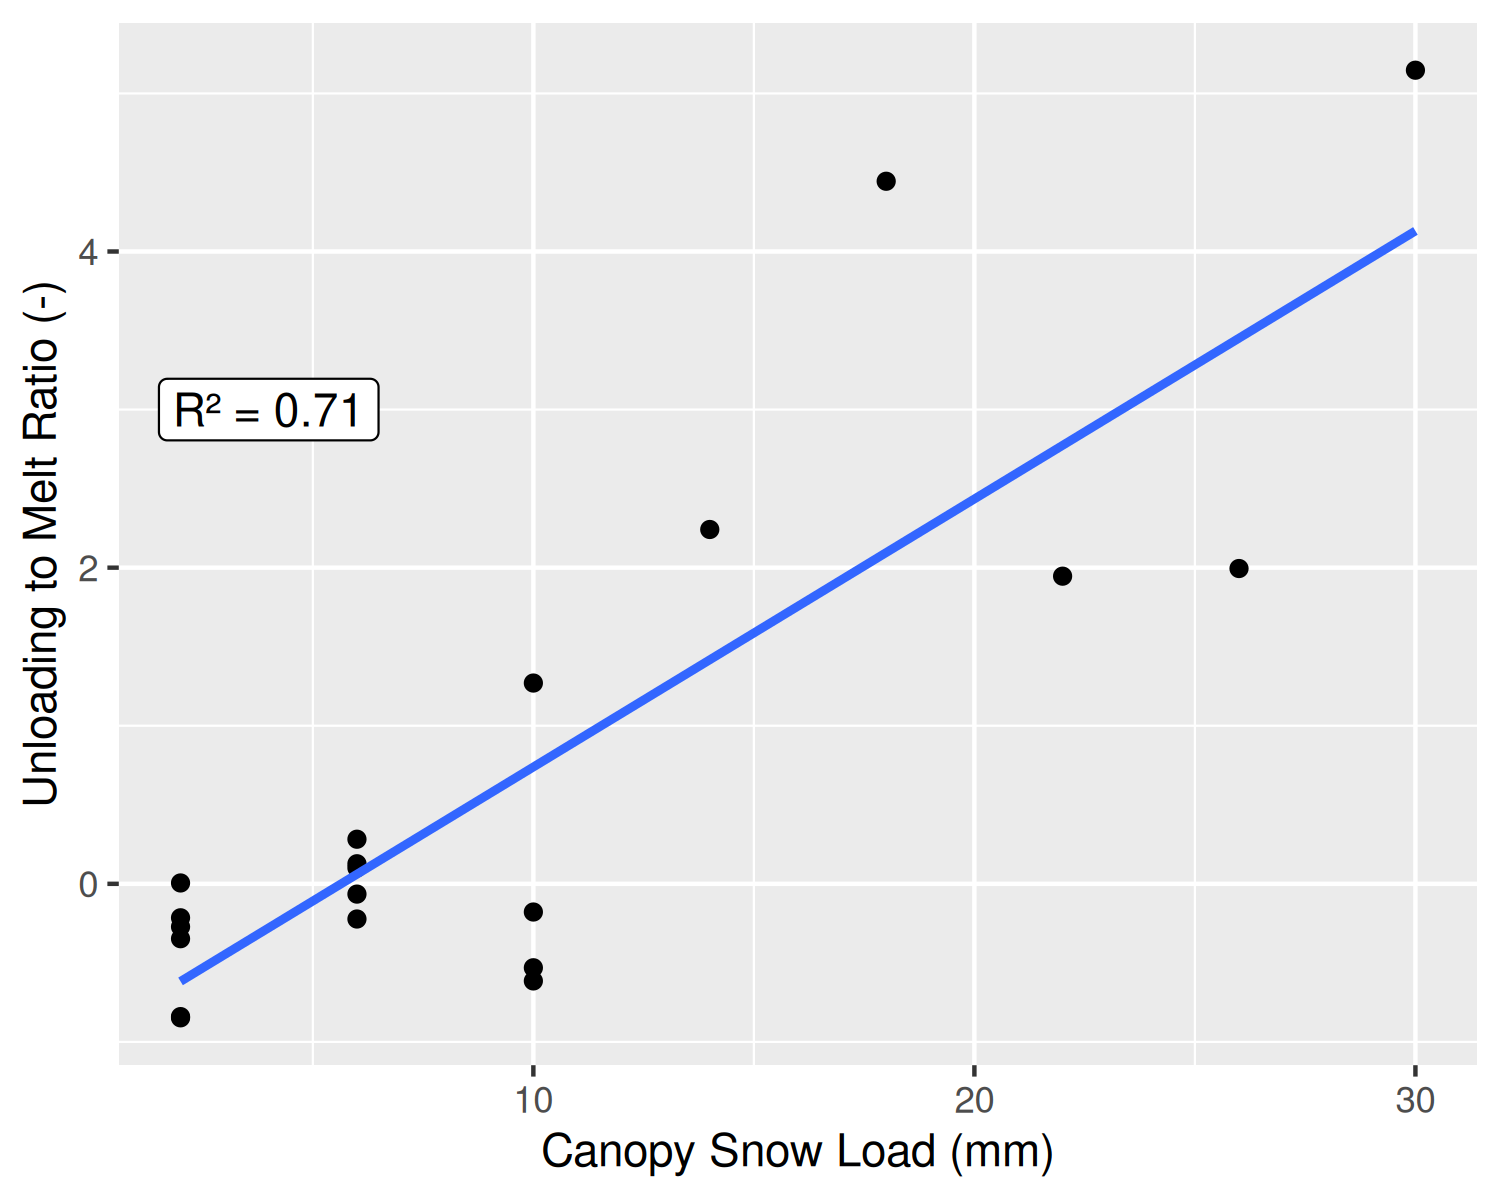 Unloading to Melt Ratio (-)
4
2
0
R² = 0.71
10 20 30
Canopy Snow Load (mm)